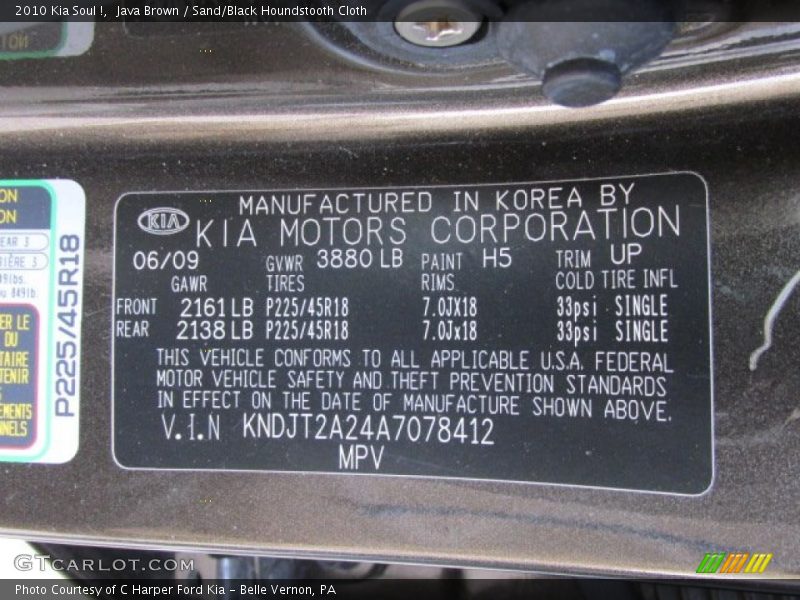 2010 Kia Soul !,  Java Brown / Sand/Black Houndstooth Cloth
KIA
MANUFACTURED IN KOREA BY
KIA MOTORS CORPORATION
06/09 GVWR 3880 LB PAINT H5 TRIM UP
GAWR TIRES RIMS COLD TIRE INFL
FRONT 2161 LB P225/45R18 7.0JX18 33psi SINGLE
REAR 2138 LB P225/45R18 7.0Jx18 33psi SINGLE
THIS VEHICLE CONFORMS TO ALL APPLICABLE U.S.A. FEDERAL
MOTOR VEHICLE SAFETY AND THEFT PREVENTION STANDARDS
IN EFFECT ON THE DATE OF MANUFACTURE SHOWN ABOVE.
V.I.N KNDJT2A24A7078412
MPV
P225/45R18
GTCARLOT.COM
Photo Courtesy of C Harper Ford Kia - Belle Vernon, PA